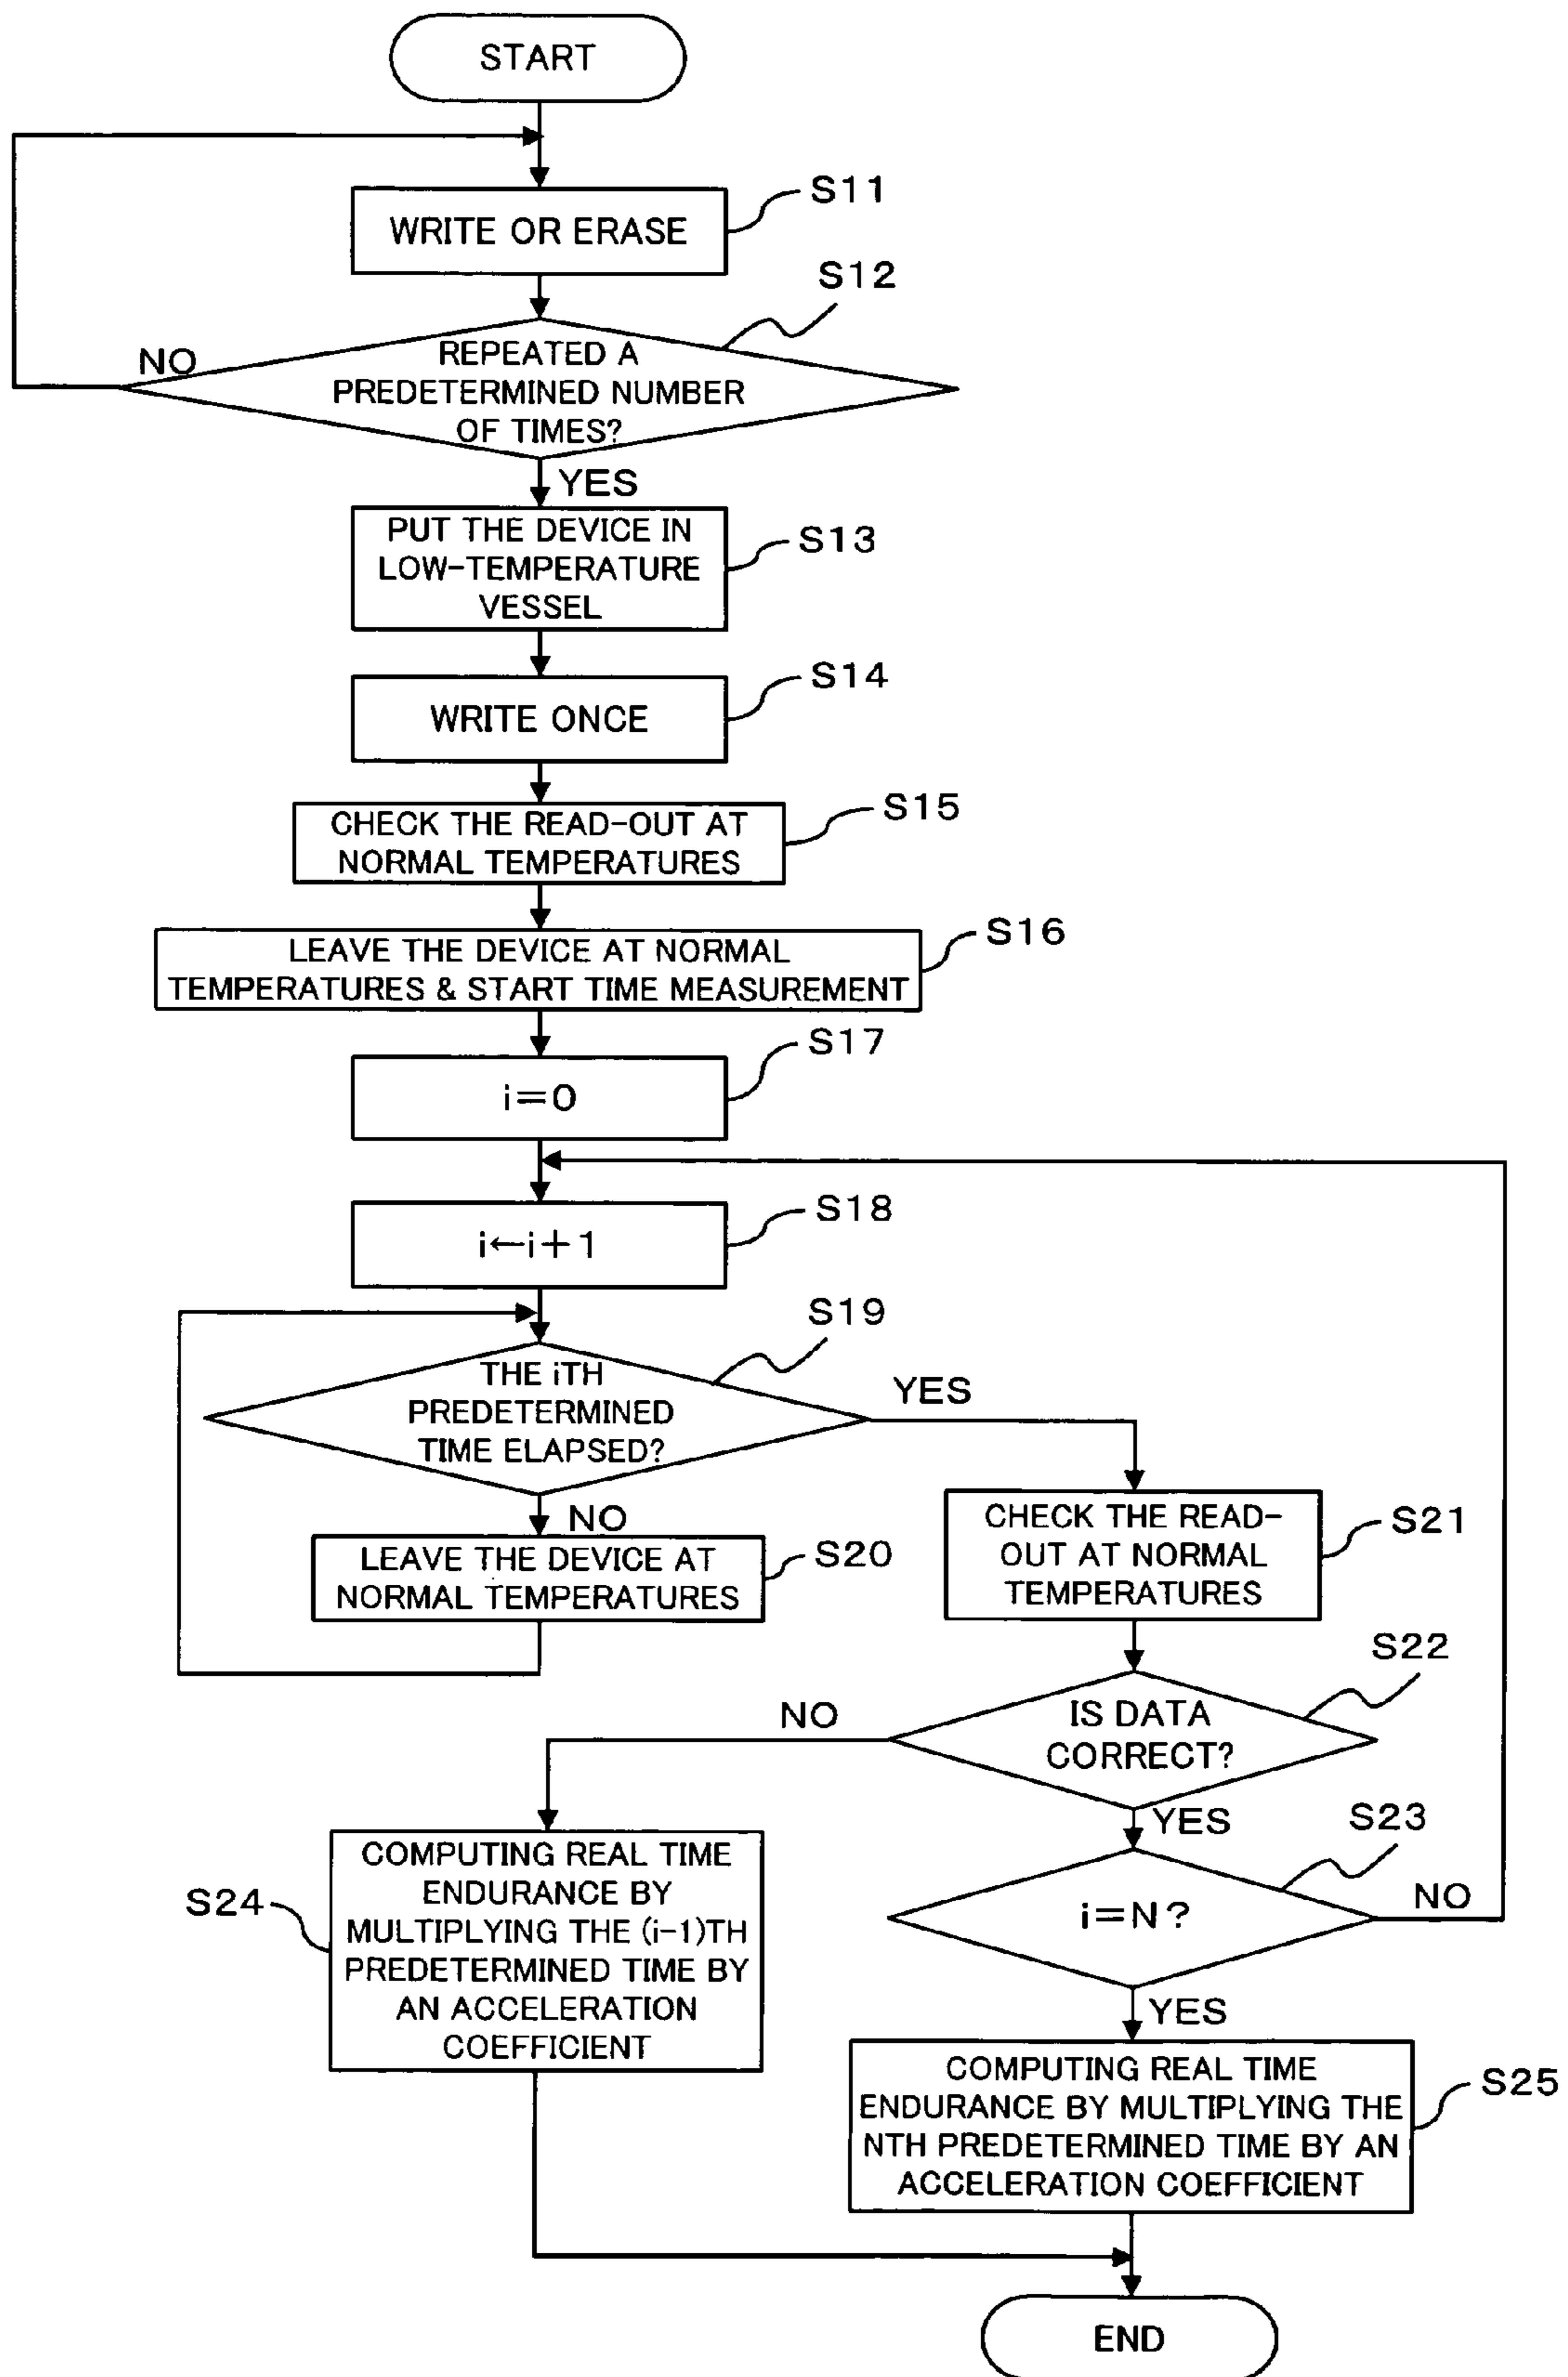 START
WRITE OR ERASE
S11
S12
NO
REPEATED A
PREDETERMINED NUMBER
OF TIMES?
YES
PUT THE DEVICE IN
LOW-TEMPERATURE
VESSEL
S13
WRITE ONCE
S14
CHECK THE READ-OUT AT
NORMAL TEMPERATURES
S15
LEAVE THE DEVICE AT NORMAL
TEMPERATURES & START TIME MEASUREMENT
S16
i=0
S17
i←i+1
S18
S19
THE iTH
PREDETERMINED
TIME ELAPSED?
YES
NO
LEAVE THE DEVICE AT
NORMAL TEMPERATURES
S20
CHECK THE READ-
OUT AT NORMAL
TEMPERATURES
S21
S22
NO
IS DATA
CORRECT?
YES
S23
i=N?
NO
YES
S24
COMPUTING REAL TIME
ENDURANCE BY
MULTIPLYING THE (i-1)TH
PREDETERMINED TIME BY
AN ACCELERATION
COEFFICIENT
COMPUTING REAL TIME
ENDURANCE BY MULTIPLYING THE
NTH PREDETERMINED TIME BY AN
ACCELERATION COEFFICIENT
S25
END